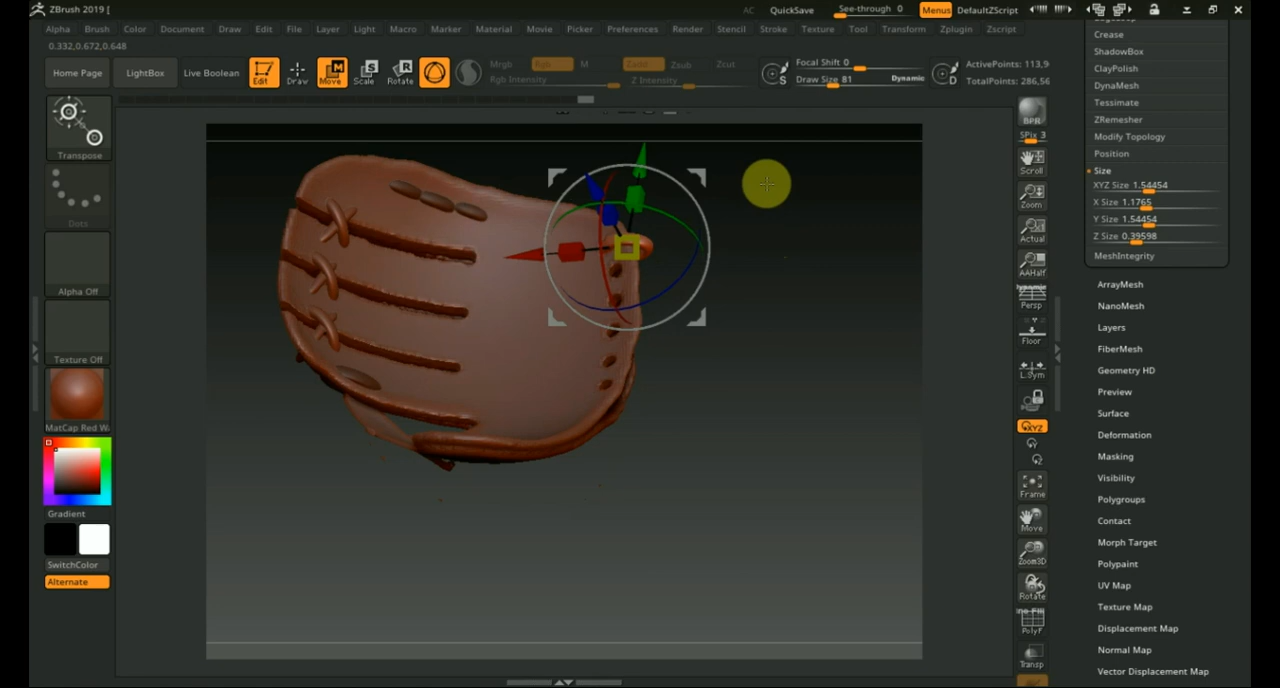 ZBrush 2019 [
AC QuickSave See-through 0 Menus DefaultZScript
Alpha Brush Color Document Draw Edit File Layer Light Macro Marker Material Movie Picker Preferences Render Stencil Stroke Texture Tool Transform Zplugin Zscript
0.332,0.672,0.648
Home Page LightBox Live Boolean Edit Draw Move Scale Rotate
Mrgb Rgb M
Rgb Intensity
Zadd Zsub Zcut
Z Intensity
S
Focal Shift 0
Draw Size 81 Dynamic
D
ActivePoints: 113,9
TotalPoints: 286,56
Transpose
Dots
Alpha Off
Texture Off
MatCap Red Wa
Gradient
SwitchColor
Alternate
BPR
SPix 3
Scroll
Zoom
Actual
AAHalf
Dynamic
Persp
Floor
L.Sym
XYZ
Frame
Move
Zoom3D
Rotate
PolyF
Transp
Crease
ShadowBox
ClayPolish
DynaMesh
Tessimate
ZRemesher
Modify Topology
Position
Size
XYZ Size 1.54454
X Size 1.1765
Y Size 1.54454
Z Size 0.39598
MeshIntegrity
ArrayMesh
NanoMesh
Layers
FiberMesh
Geometry HD
Preview
Surface
Deformation
Masking
Visibility
Polygroups
Contact
Morph Target
Polypaint
UV Map
Texture Map
Displacement Map
Normal Map
Vector Displacement Map